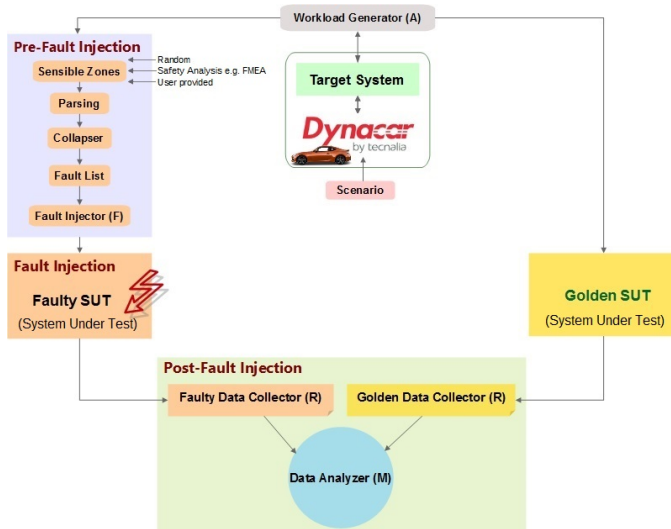 Workload Generator (A)
Pre-Fault Injection
Sensible Zones
Random
Safety Analysis e.g. FMEA
User provided
Parsing
Collapser
Fault List
Fault Injector (F)
Target System
Dynacar
by tecnalia
Scenario
Fault Injection
Faulty SUT
(System Under Test)
Golden SUT
(System Under Test)
Post-Fault Injection
Faulty Data Collector (R)
Golden Data Collector (R)
Data Analyzer (M)